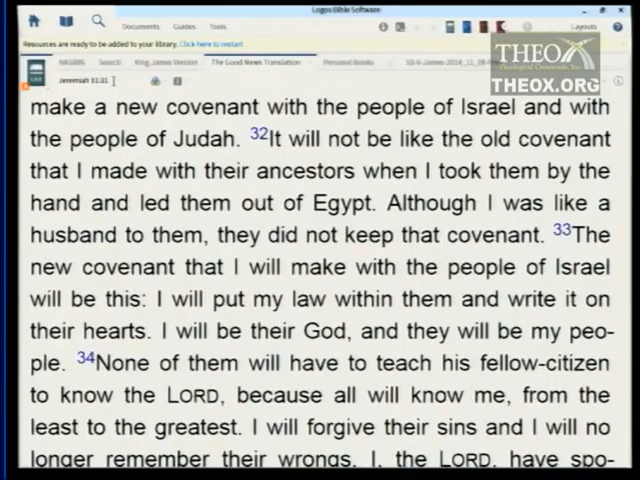 Logos Bible Software
Documents Guides Tools Layouts
Resources are ready to be added to your library. Click here to restart
NASB95 Search King James Version The Good News Translation Personal Books
Jeremiah 31:31
THEOX
THEOX.ORG
make a new covenant with the people of Israel and with
the people of Judah. 32It will not be like the old covenant
that I made with their ancestors when I took them by the
hand and led them out of Egypt. Although I was like a
husband to them, they did not keep that covenant. 33The
new covenant that I will make with the people of Israel
will be this: I will put my law within them and write it on
their hearts. I will be their God, and they will be my peo-
ple. 34None of them will have to teach his fellow-citizen
to know the LORD, because all will know me, from the
least to the greatest. I will forgive their sins and I will no
longer remember their wrongs. I, the LORD, have spo-